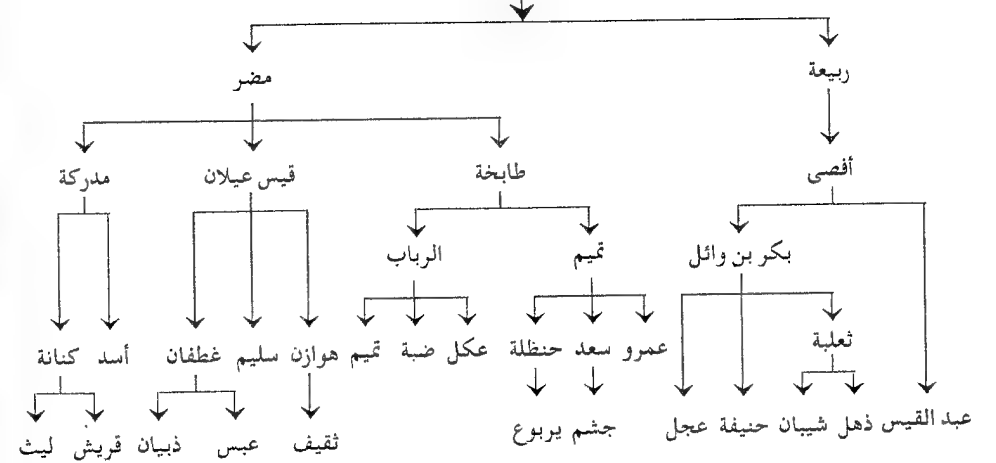 ربيعة
مضر
أفصى
طابخة
قيس عيلان
مدركة
بكر بن وائل
تميم
الرباب
ثعلبة
عمرو
سعد
حنظلة
عكل
ضبة
تميم
هوازن
سليم
غطفان
أسد
كنانة
عبد القيس
ذهل
شيبان
حنيفة
عجل
جشم
يربوع
ثقيف
عبس
ذبيان
قريش
ليث